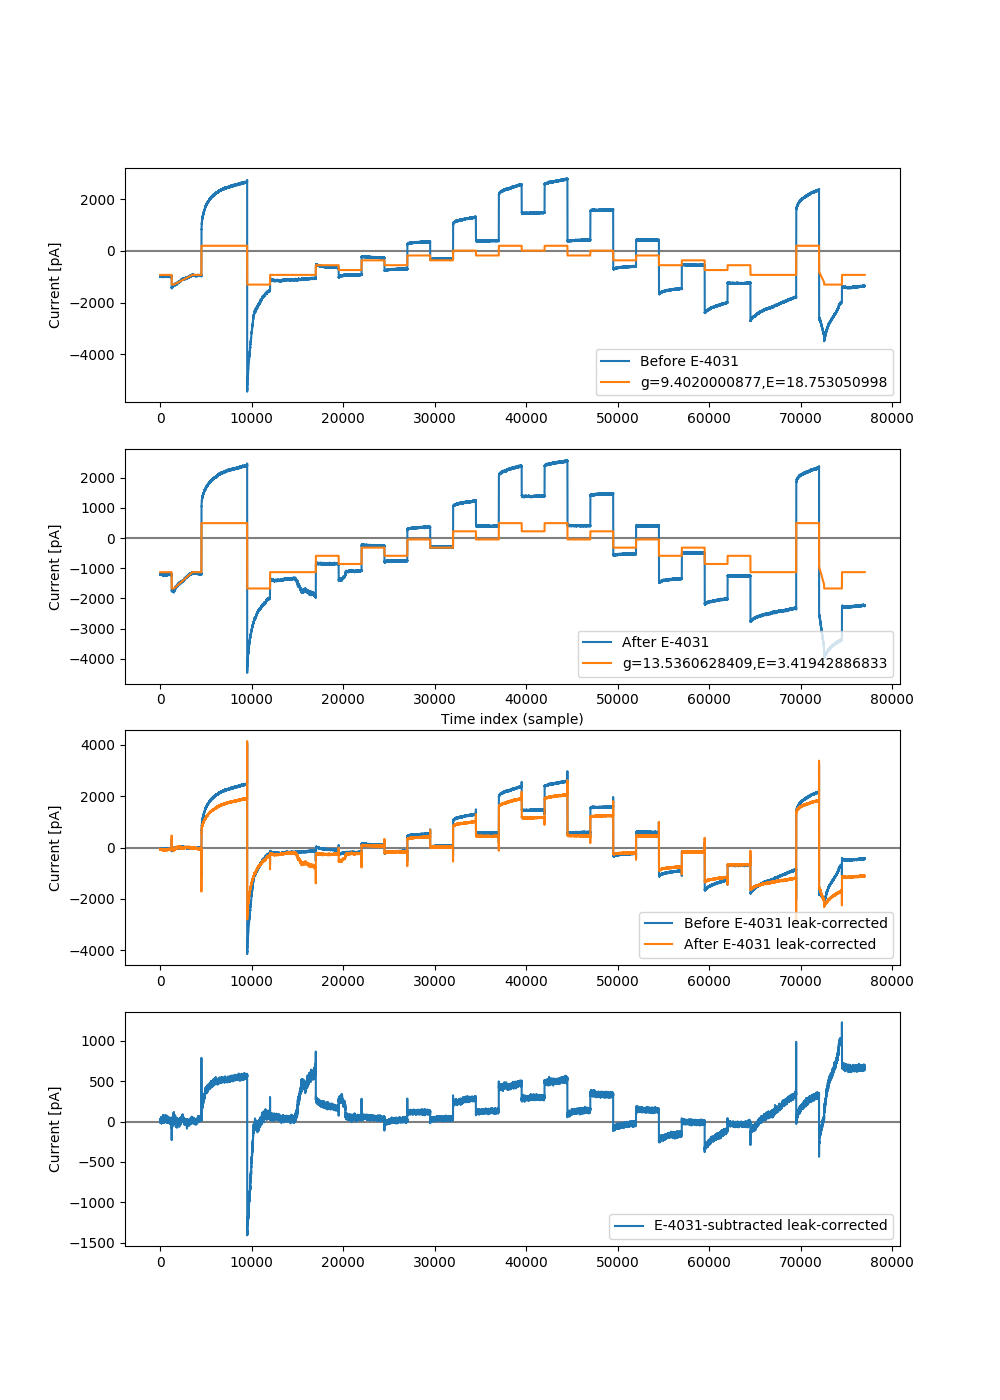 2000
0
−2000
−4000
Current [pA]
Before E-4031
g=9.4020000877,E=18.753050998
0 10000 20000 30000 40000 50000 60000 70000 80000
2000
1000
0
−1000
−2000
−3000
−4000
Current [pA]
After E-4031
g=13.5360628409,E=3.41942886833
0 10000 20000 30000 40000 50000 60000 70000 80000
Time index (sample)
4000
2000
0
−2000
−4000
Current [pA]
Before E-4031 leak-corrected
After E-4031 leak-corrected
0 10000 20000 30000 40000 50000 60000 70000 80000
1000
500
0
−500
−1000
−1500
Current [pA]
E-4031-subtracted leak-corrected
0 10000 20000 30000 40000 50000 60000 70000 80000